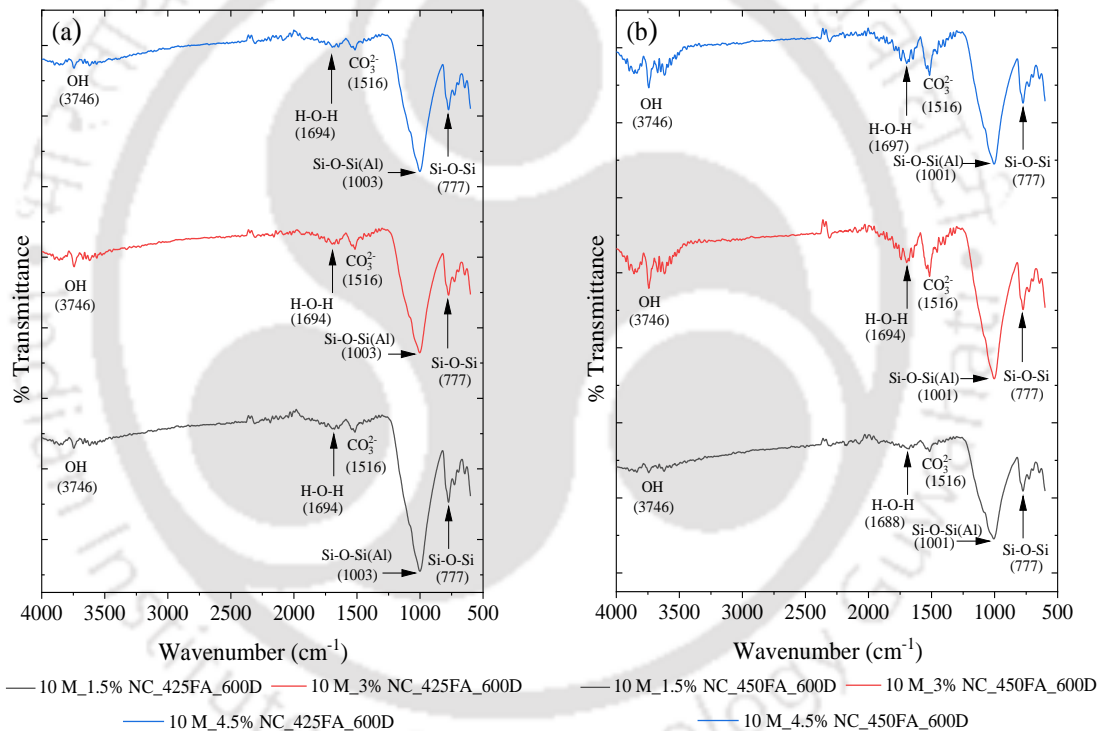 (a)
OH
(3746)
H-O-H
(1694)
CO₃²⁻
(1516)
Si-O-Si(Al)
(1003)
Si-O-Si
(777)
OH
(3746)
H-O-H
(1694)
CO₃²⁻
(1516)
Si-O-Si(Al)
(1003)
Si-O-Si
(777)
OH
(3746)
H-O-H
(1694)
CO₃²⁻
(1516)
Si-O-Si(Al)
(1003)
Si-O-Si
(777)
% Transmittance
4000 3500 3000 2500 2000 1500 1000 500
Wavenumber (cm⁻¹)
10 M_1.5% NC_425FA_600D
10 M_3% NC_425FA_600D
10 M_4.5% NC_425FA_600D
(b)
OH
(3746)
H-O-H
(1697)
CO₃²⁻
(1516)
Si-O-Si(Al)
(1001)
Si-O-Si
(777)
OH
(3746)
H-O-H
(1694)
CO₃²⁻
(1516)
Si-O-Si(Al)
(1001)
Si-O-Si
(777)
OH
(3746)
H-O-H
(1688)
CO₃²⁻
(1516)
Si-O-Si(Al)
(1001)
Si-O-Si
(777)
% Transmittance
4000 3500 3000 2500 2000 1500 1000 500
Wavenumber (cm⁻¹)
10 M_1.5% NC_450FA_600D
10 M_3% NC_450FA_600D
10 M_4.5% NC_450FA_600D